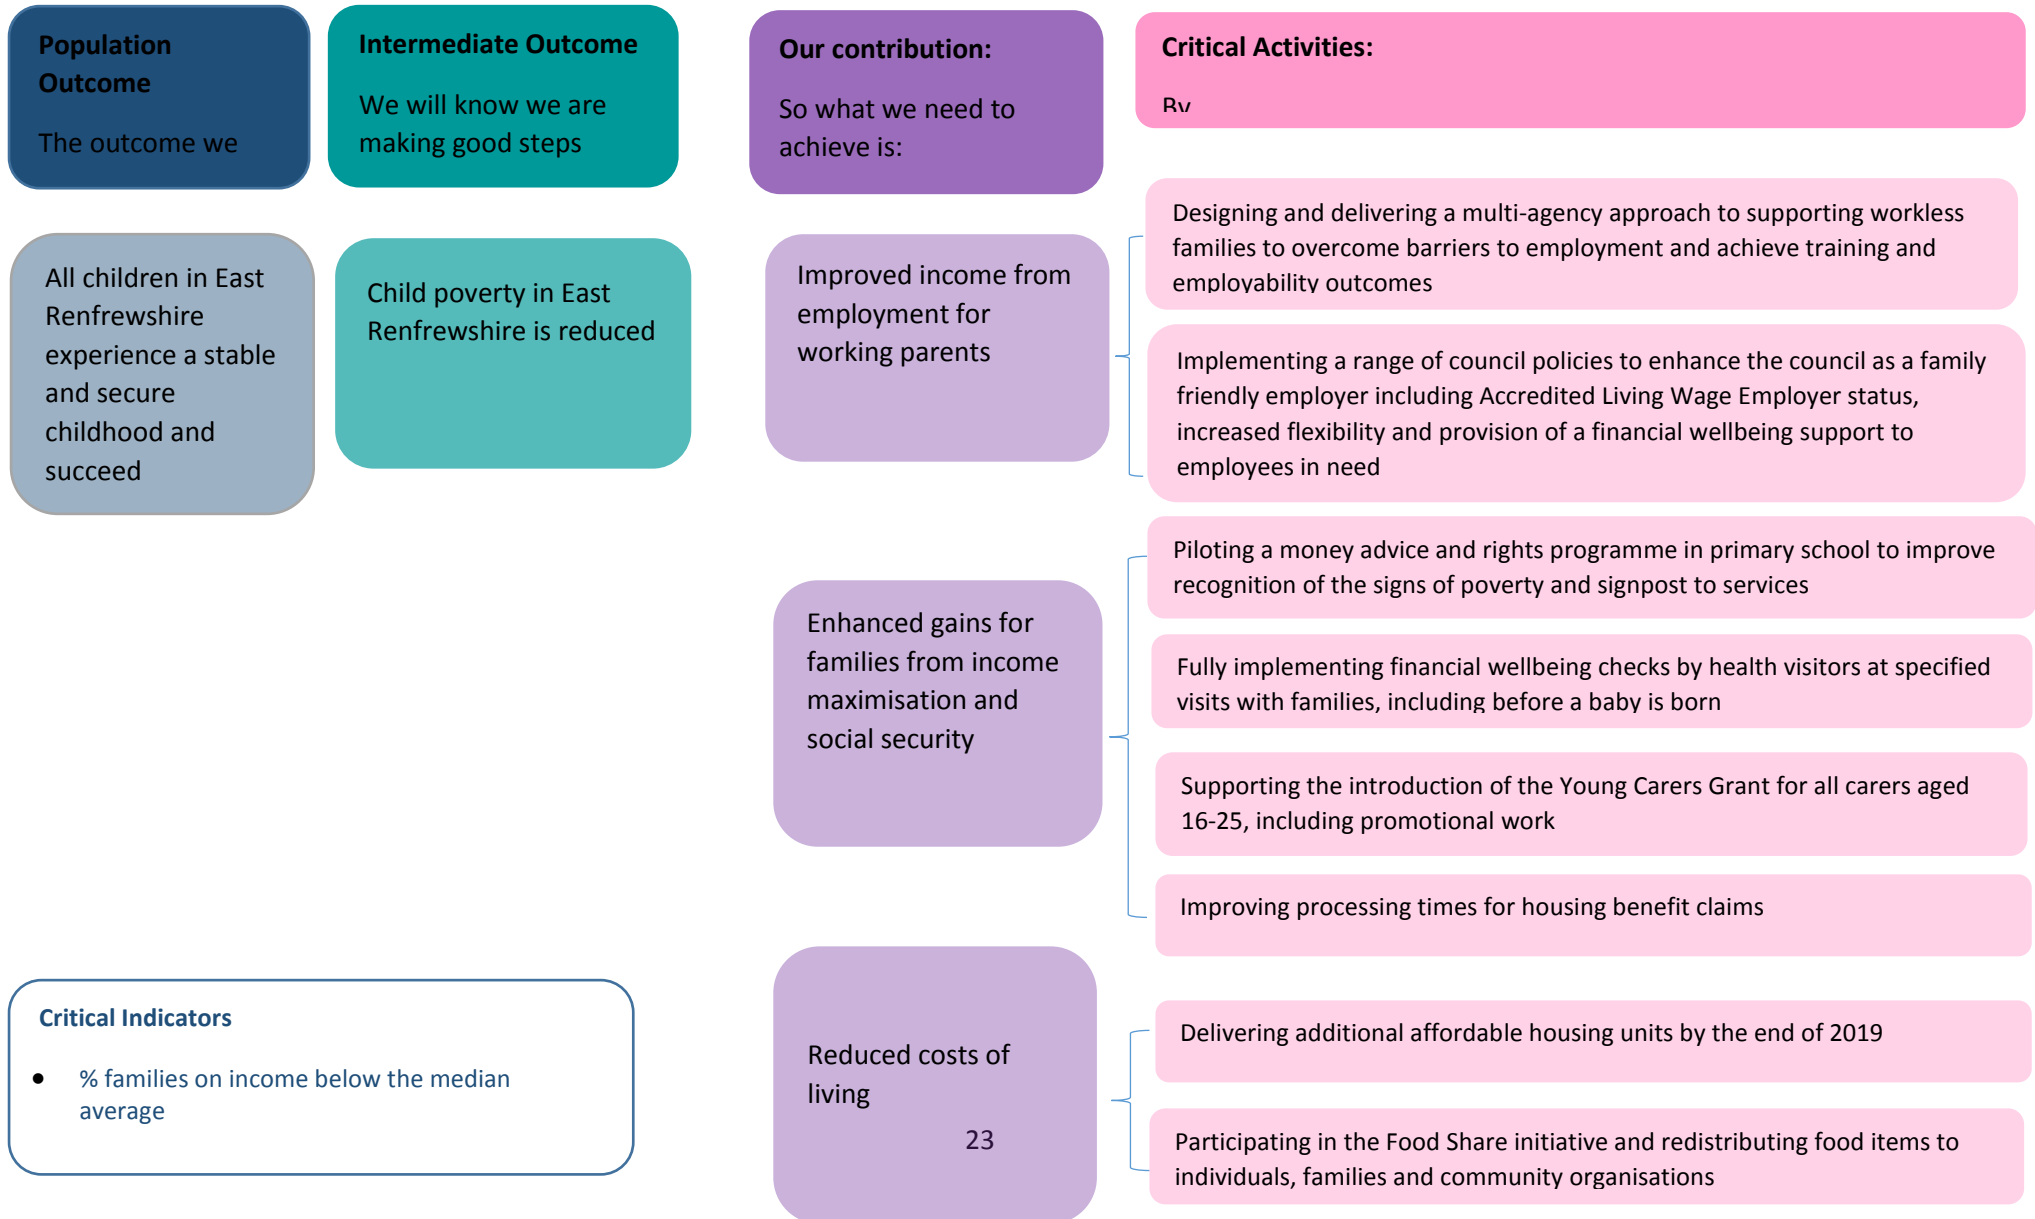 Population
Outcome
The outcome we
Intermediate Outcome
We will know we are
making good steps
Our contribution:
So what we need to
achieve is:
Critical Activities:
By
All children in East
Renfrewshire
experience a stable
and secure
childhood and
succeed
Child poverty in East
Renfrewshire is reduced
Improved income from
employment for
working parents
Designing and delivering a multi-agency approach to supporting workless
families to overcome barriers to employment and achieve training and
employability outcomes
Implementing a range of council policies to enhance the council as a family
friendly employer including Accredited Living Wage Employer status,
increased flexibility and provision of a financial wellbeing support to
employees in need
Enhanced gains for
families from income
maximisation and
social security
Piloting a money advice and rights programme in primary school to improve
recognition of the signs of poverty and signpost to services
Fully implementing financial wellbeing checks by health visitors at specified
visits with families, including before a baby is born
Supporting the introduction of the Young Carers Grant for all carers aged
16-25, including promotional work
Improving processing times for housing benefit claims
Reduced costs of
living
23
Delivering additional affordable housing units by the end of 2019
Participating in the Food Share initiative and redistributing food items to
individuals, families and community organisations
Critical Indicators
• % families on income below the median
average